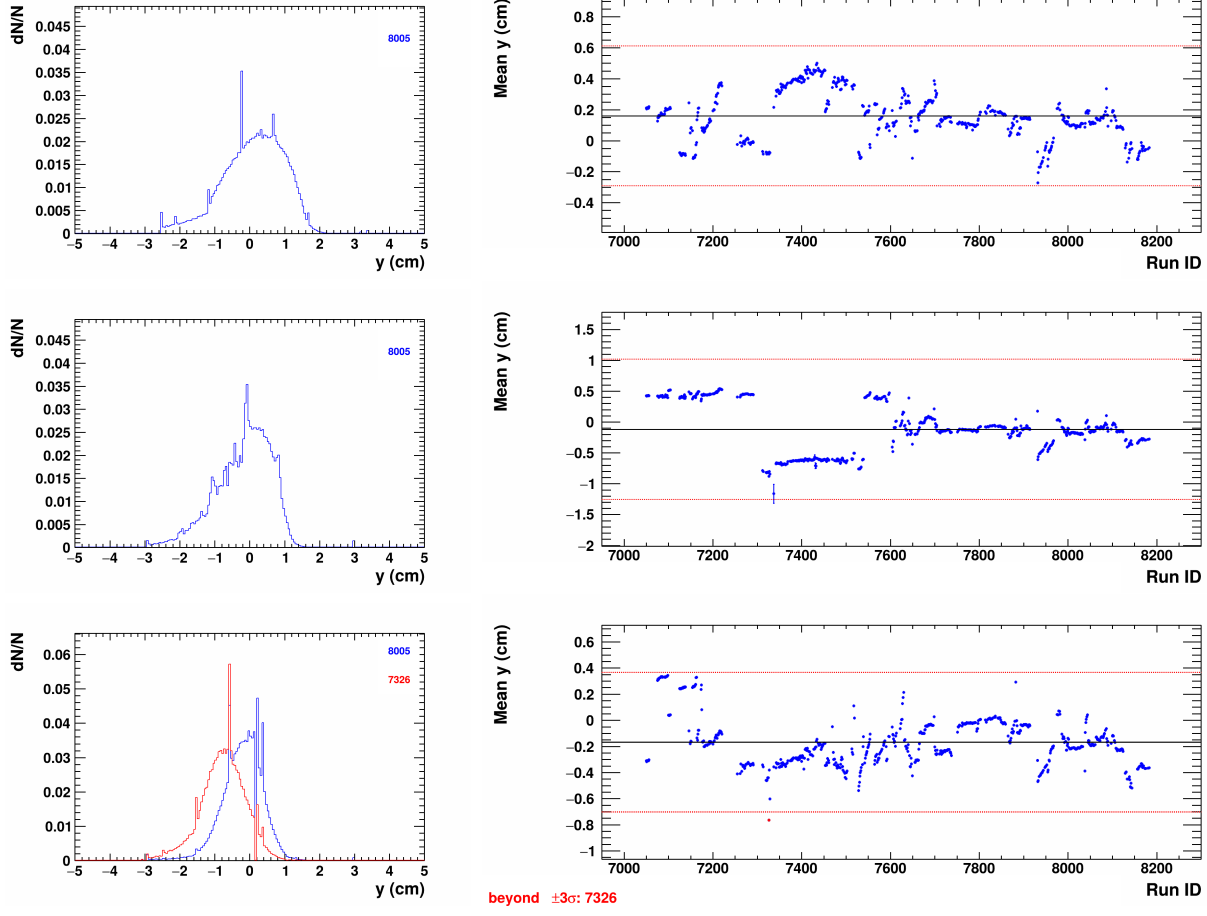 dN/N
0.045
0.04
0.035
0.03
0.025
0.02
0.015
0.01
0.005
0
−5 −4 −3 −2 −1 0 1 2 3 4 5
y (cm)
8005
Mean y (cm)
0.8
0.6
0.4
0.2
0
−0.2
−0.4
7000 7200 7400 7600 7800 8000 8200
Run ID
dN/N
0.045
0.04
0.035
0.03
0.025
0.02
0.015
0.01
0.005
0
−5 −4 −3 −2 −1 0 1 2 3 4 5
y (cm)
8005
Mean y (cm)
1.5
1
0.5
0
−0.5
−1
−1.5
−2
7000 7200 7400 7600 7800 8000 8200
Run ID
dN/N
0.06
0.05
0.04
0.03
0.02
0.01
0
−5 −4 −3 −2 −1 0 1 2 3 4 5
y (cm)
8005
7326
Mean y (cm)
0.6
0.4
0.2
0
−0.2
−0.4
−0.6
−0.8
−1
7000 7200 7400 7600 7800 8000 8200
Run ID
beyond ±3σ: 7326